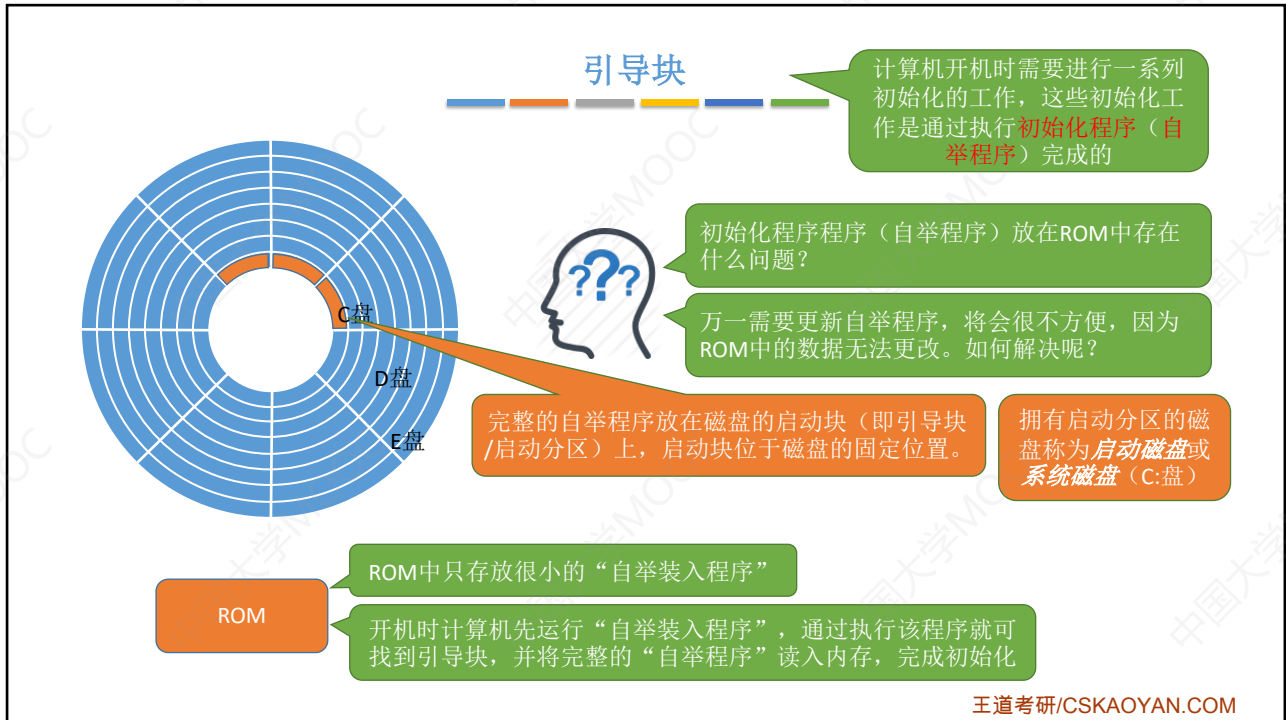 引导块
计算机开机时需要进行一系列
初始化的工作，这些初始化工
作是通过执行初始化程序（自
举程序）完成的
初始化程序程序（自举程序）放在ROM中存在
什么问题？
???
万一需要更新自举程序，将会很不方便，因为
ROM中的数据无法更改。如何解决呢？
C盘
D盘
E盘
完整的自举程序放在磁盘的启动块（即引导块
/启动分区）上，启动块位于磁盘的固定位置。
拥有启动分区的磁
盘称为启动磁盘或
系统磁盘（C:盘）
ROM
ROM中只存放很小的“自举装入程序”
开机时计算机先运行“自举装入程序”，通过执行该程序就可
找到引导块，并将完整的“自举程序”读入内存，完成初始化
王道考研/CSKAOYAN.COM
中国大学MOOC